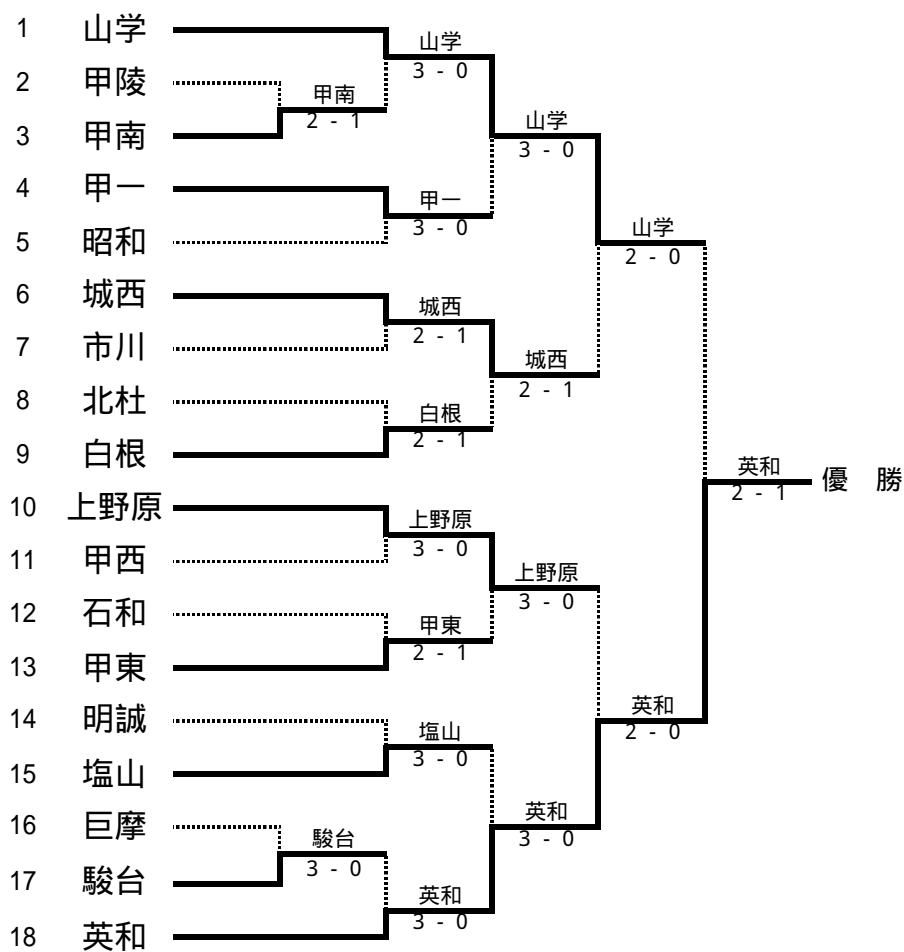 1 山学
山学
3 - 0
2 甲陵
甲南
2 - 1
山学
3 - 0
3 甲南
4 甲一
甲一
3 - 0
山学
2 - 0
5 昭和
6 城西
城西
2 - 1
7 市川
城西
2 - 1
8 北杜
白根
2 - 1
9 白根
英和
2 - 1
優 勝
10 上野原
上野原
3 - 0
11 甲西
上野原
3 - 0
12 石和
甲東
2 - 1
13 甲東
14 明誠
塩山
3 - 0
英和
2 - 0
15 塩山
16 巨摩
駿台
3 - 0
英和
3 - 0
17 駿台
英和
3 - 0
18 英和